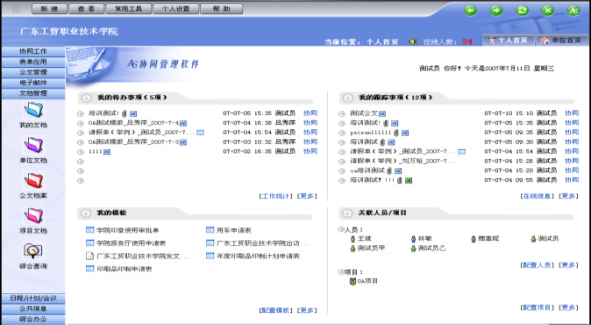 新建 查看 常用工具 个人设置 帮助
广东工贸职业技术学院
当前位置：个人首页 在线人数：24 个人首页 单位首页
协同工作
表单应用
公文管理
电子邮件
文档管理
我的文档
单位文档
公文档案
项目文档
综合查询
日程/计划/会议
公共信息
综合办公
A6协同管理软件
测试员 你好！今天是2007年7月11日 星期三
我的待办事项（5项）
培训测试! 07-07-05 15:35 测试员 协同
OA测试模版_吕秀萍_2007-7-4 07-07-04 16:38 吕秀萍 协同
请假单（举例）_测试员_2007-7... 07-07-04 15:54 测试员 协同
OA测试模版_吕秀萍_2007-7-3 07-07-03 10:32 吕秀萍 协同
1111 07-07-02 16:35 测试员 协同
[工作统计] [更多]
我的跟踪事项（12项）
测试公文 07-07-10 15:10 测试员 协同
培训测试! 07-07-05 15:35 测试员 协同
peixun111111 07-07-05 09:35 测试员 协同
培训测试! 07-07-05 09:30 测试员 协同
请假单（举例）_测试员_2007-7... 07-07-04 15:54 测试员 协同
请假单（举例）_刘万裕_2007-7... 07-07-04 15:28 测试员 协同
oa培训测试 07-07-04 15:20 测试员 协同
培训测试! !!! 07-07-04 09:55 测试员 协同
[在线信息] [更多]
我的模板
学院印章使用审批单 用车申请表
学院报告厅使用申请表 广东工贸职业技术学院出访...
广东工贸职业技术学院发文... 年度印刷品印制计划申请表
印刷品印制申请表
[配置模板] [更多]
关联人员/项目
人员：
王斌 林敏 测试员
测试员甲 测试员乙
[配置人员] [更多]
项目：
OA项目
[配置项目] [更多]